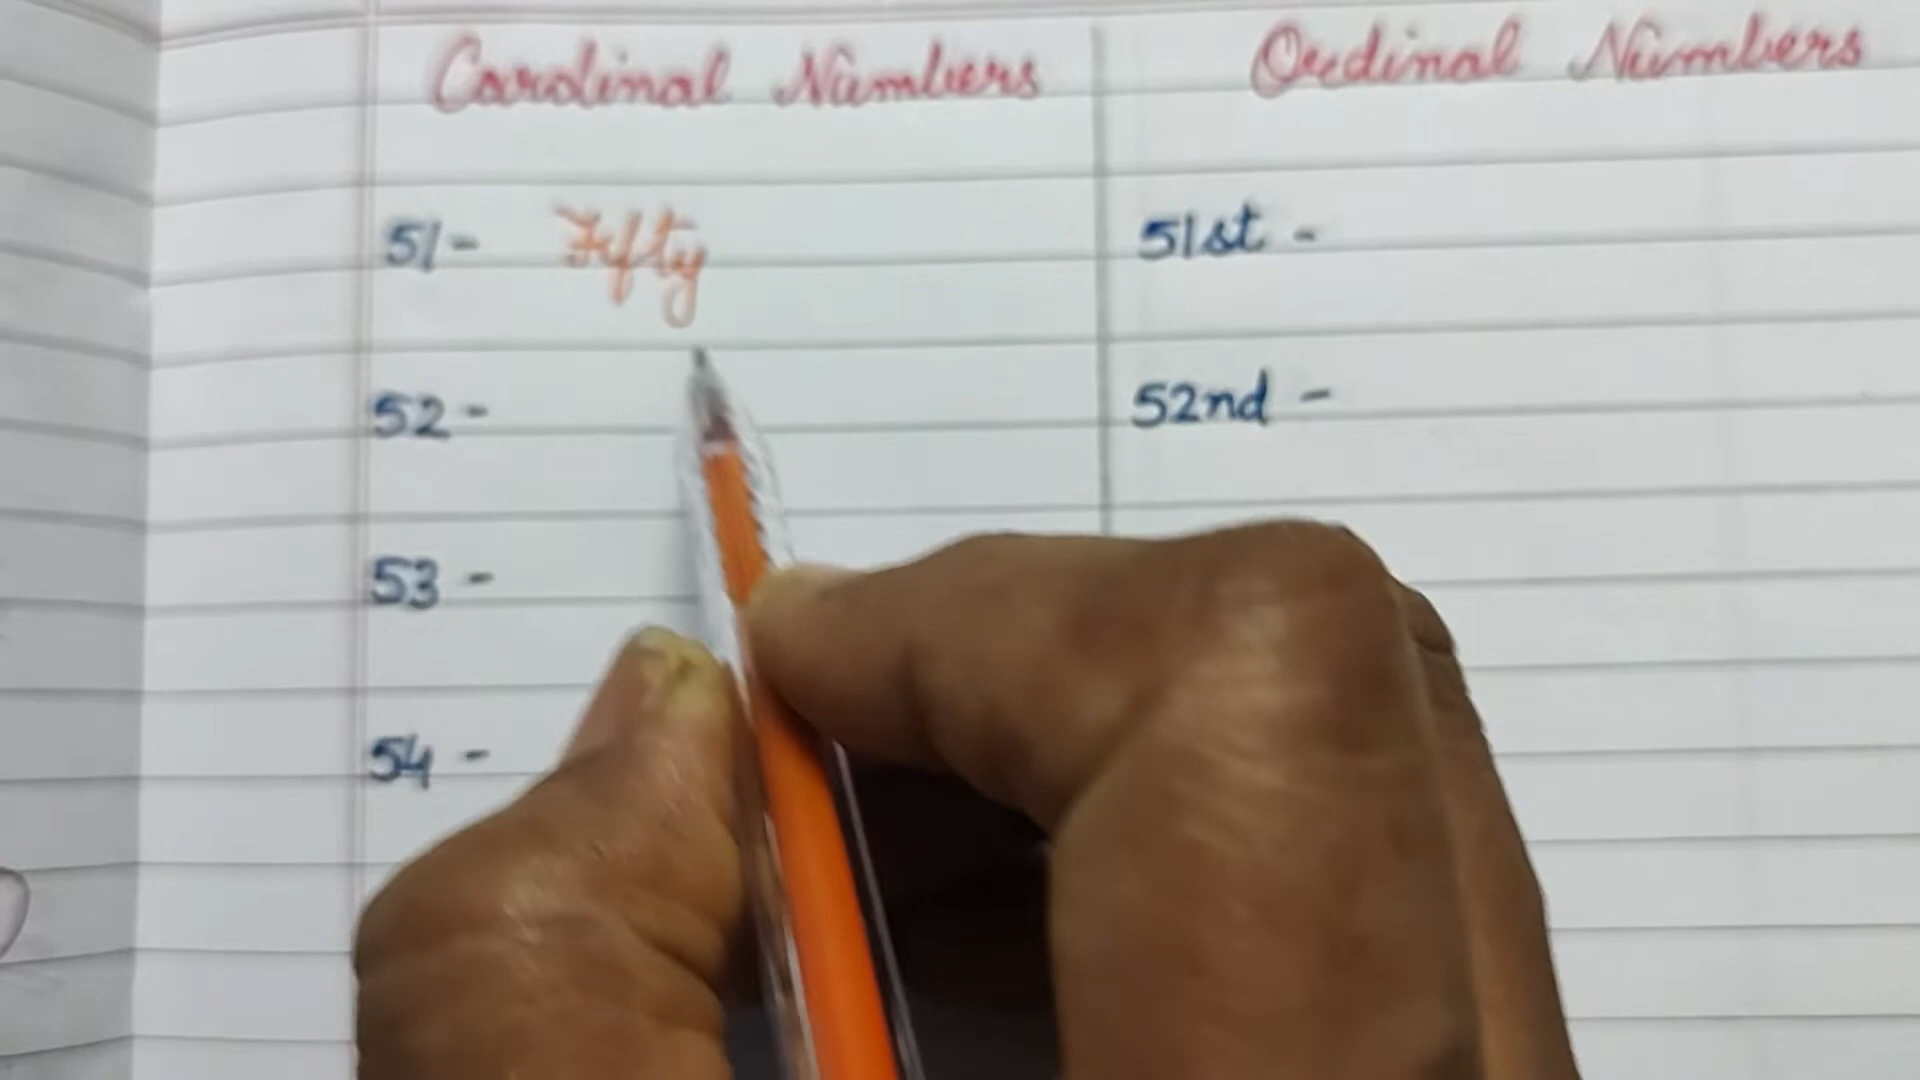 Cardinal Numbers Ordinal Numbers
51- Fifty 51st -
52 - 52nd -
53 -
54 -